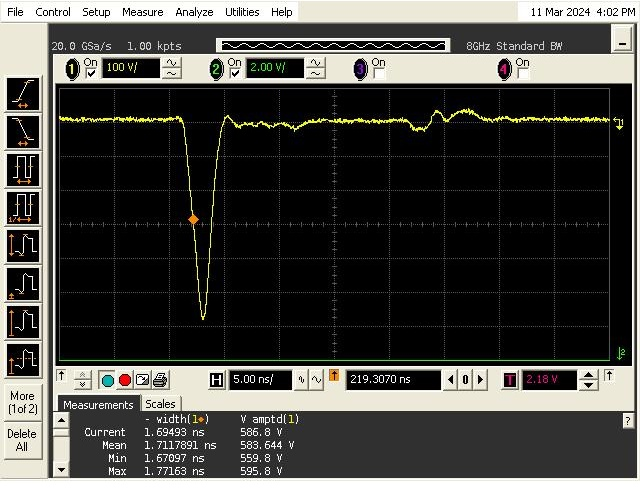 File Control Setup Measure Analyze Utilities Help 11 Mar 2024 4:02 PM
20.0 GSa/s 1.00 kpts 8GHz Standard BW
1 On 100 V/ 2 On 2.00 V/ 3 On 4 On
1
2
H 5.00 ns/ 219.3070 ns 0 T 2.18 V
More
(1of 2)
Delete
All
Measurements Scales
- width(1) V amptd(1)
Current 1.69493 ns 586.8 V
Mean 1.7117891 ns 583.644 V
Min 1.67097 ns 559.8 V
Max 1.77163 ns 595.8 V
?